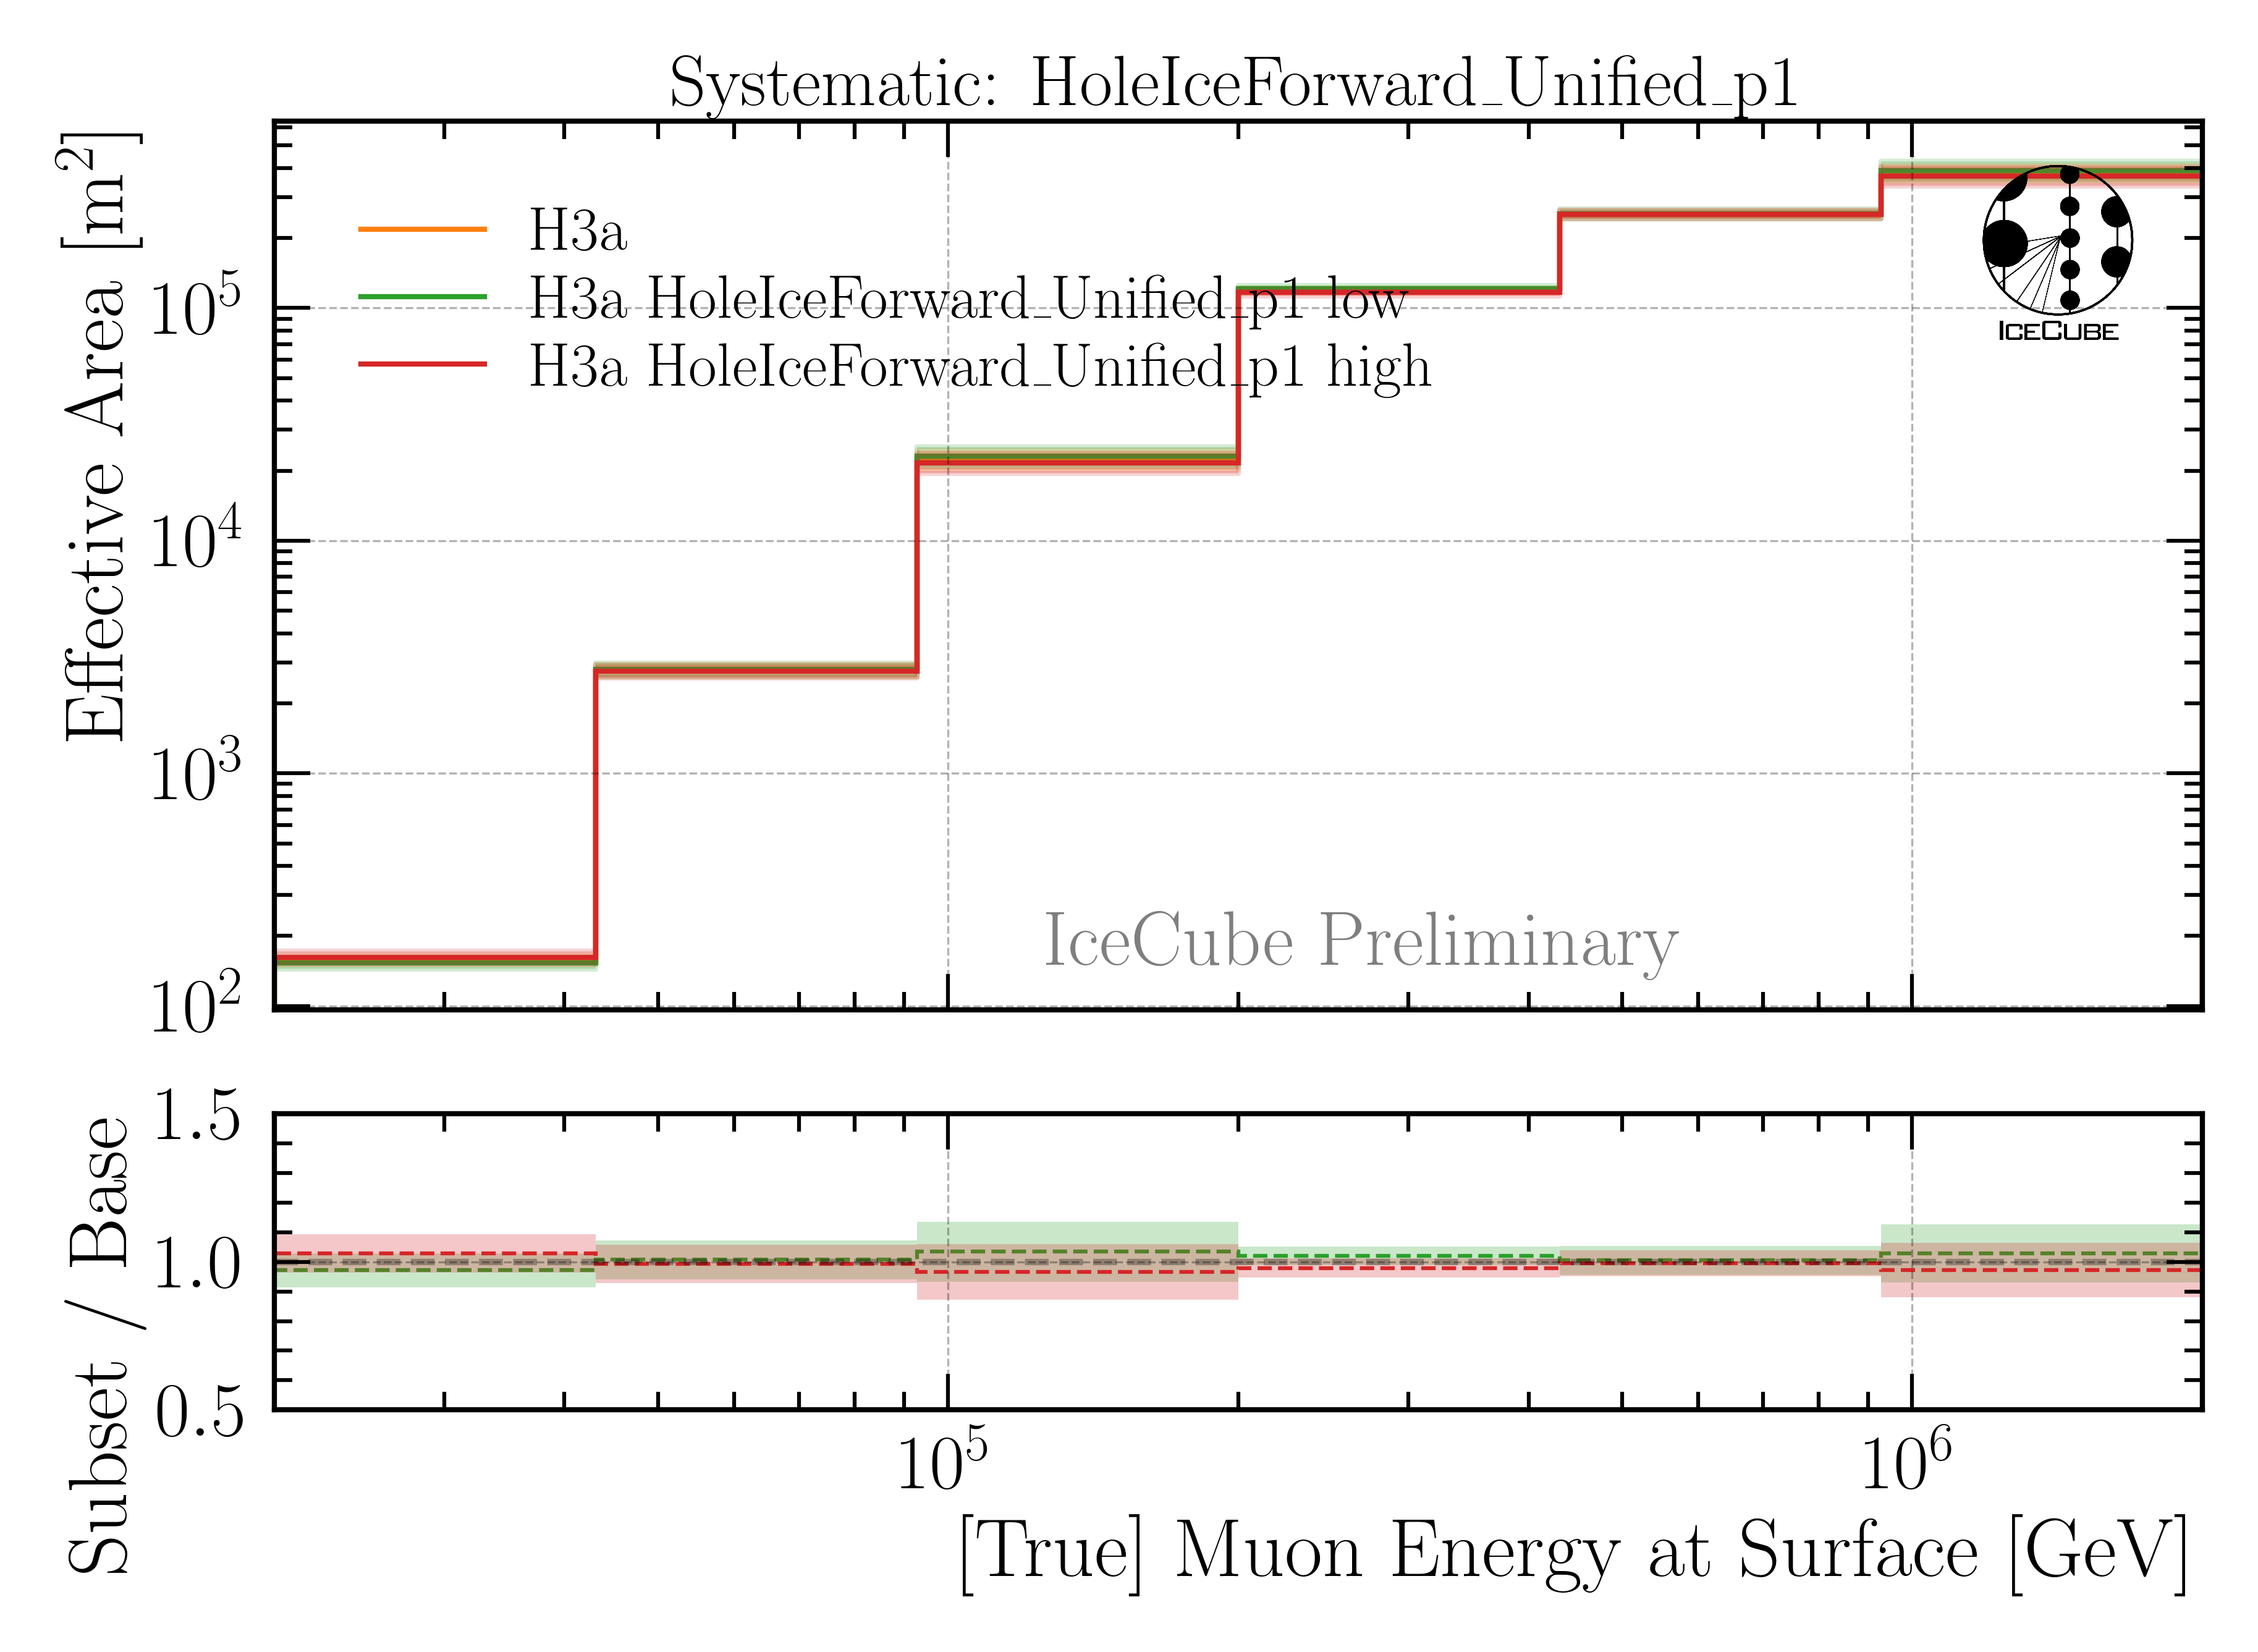 Systematic: HoleIceForward_Unified_p1
Effective Area [m²]
10⁵
10⁴
10³
10²
H3a
H3a HoleIceForward_Unified_p1 low
H3a HoleIceForward_Unified_p1 high
ICECUBE
IceCube Preliminary
Subset / Base
1.5
1.0
0.5
10⁵
10⁶
[True] Muon Energy at Surface [GeV]